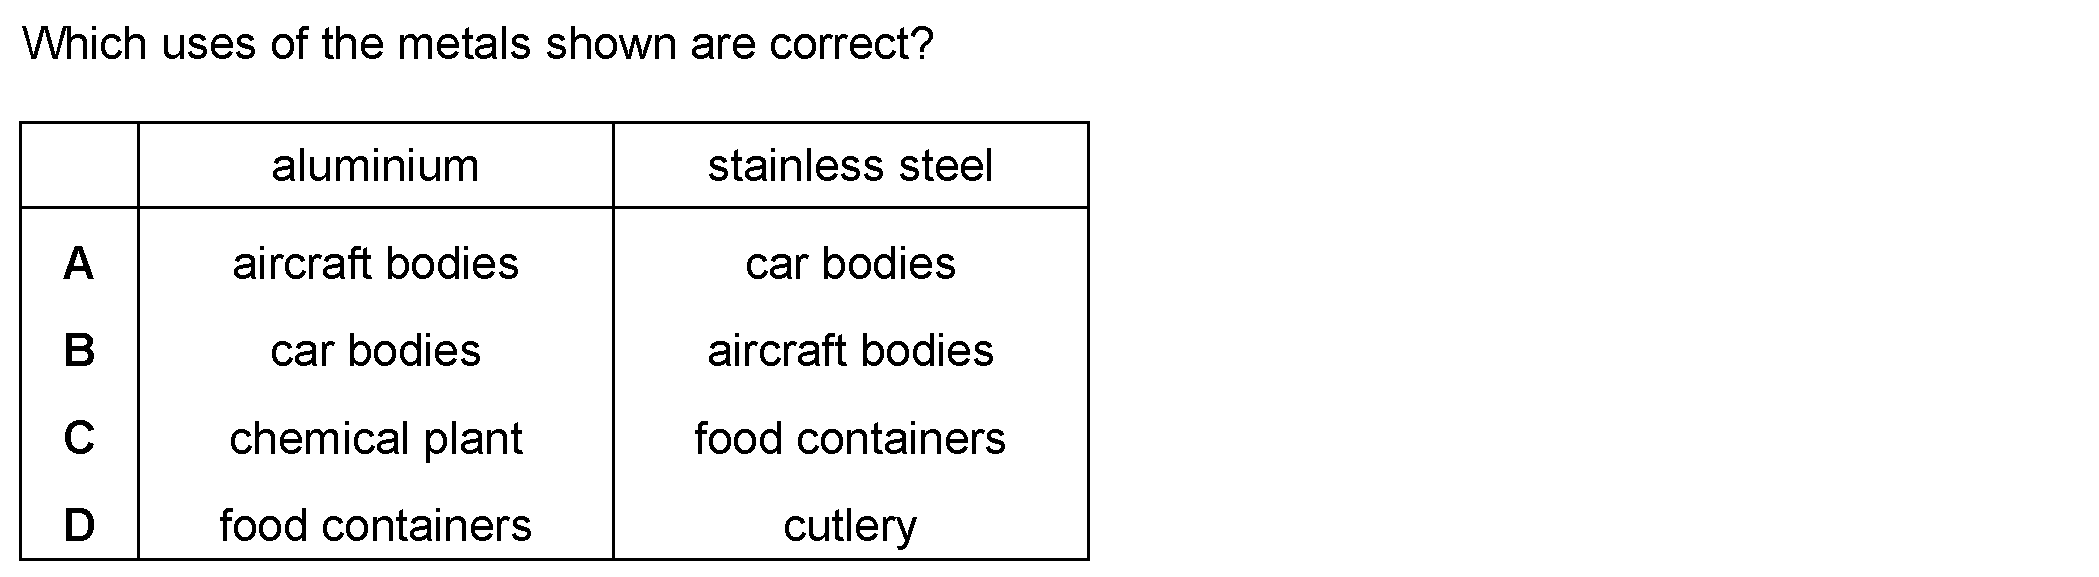 Which uses of the metals shown are correct?
aluminium stainless steel
A aircraft bodies car bodies
B car bodies aircraft bodies
C chemical plant food containers
D food containers cutlery